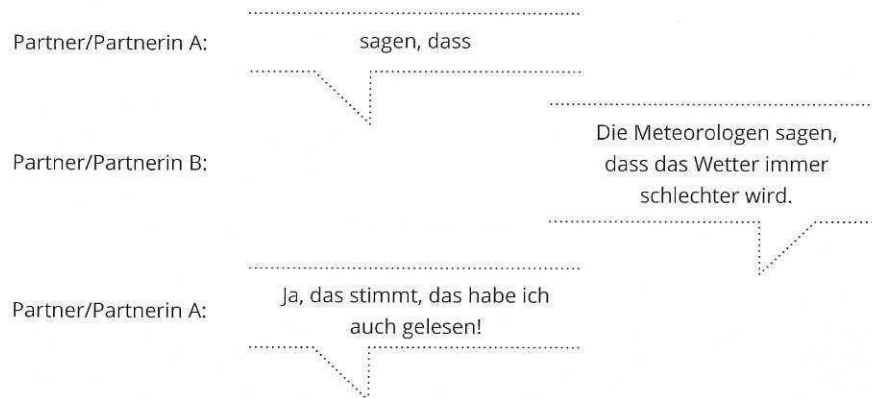 Partner/Partnerin A:
sagen, dass
Partner/Partnerin B:
Die Meteorologen sagen,
dass das Wetter immer
schlechter wird.
Partner/Partnerin A:
Ja, das stimmt, das habe ich
auch gelesen!